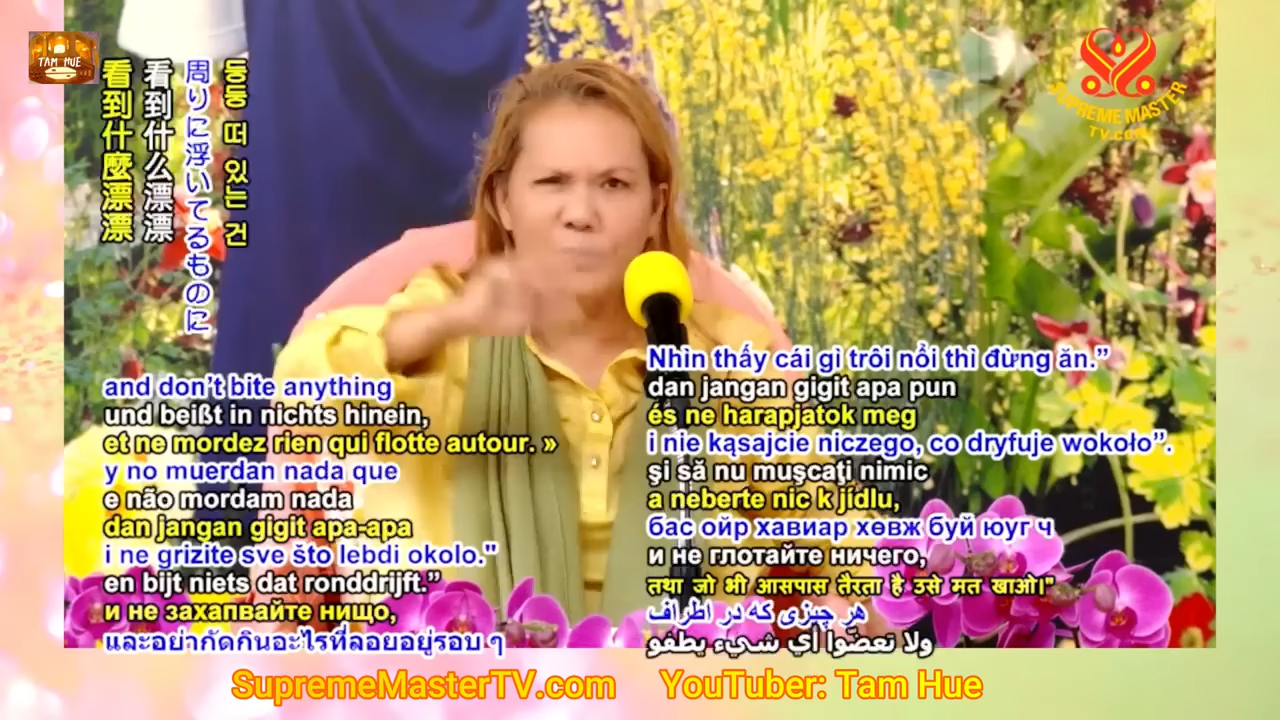 TAM HUE
SUPREME MASTER
TV.COM
둥둥 떠 있는 건
周りに浮いてるものに
看到什么漂漂
看到什麼漂漂
and don't bite anything
und beißt in nichts hinein,
et ne mordez rien qui flotte autour. »
y no muerdan nada que
e não mordam nada
dan jangan gigit apa-apa
i ne grizite sve što lebdi okolo."
en bijt niets dat ronddrijft.”
и не захапвайте нищо,
และอย่ากัดกินอะไรที่ลอยอยู่รอบ ๆ
Nhìn thấy cái gì trôi nổi thì đừng ăn.”
dan jangan gigit apa pun
és ne harapjatok meg
i nie kąsajcie niczego, co dryfuje wokoło”.
şi să nu muşcaţi nimic
a neberte nic k jídlu,
бас ойр хавиар хөвж буй юуг ч
и не глотайте ничего,
तथा जो भी आसपास तैरता है उसे मत खाओ।"
هر چیزی که در اطراف
ولا تعضّوا أي شيء يطفو
SupremeMasterTV.com YouTuber: Tam Hue